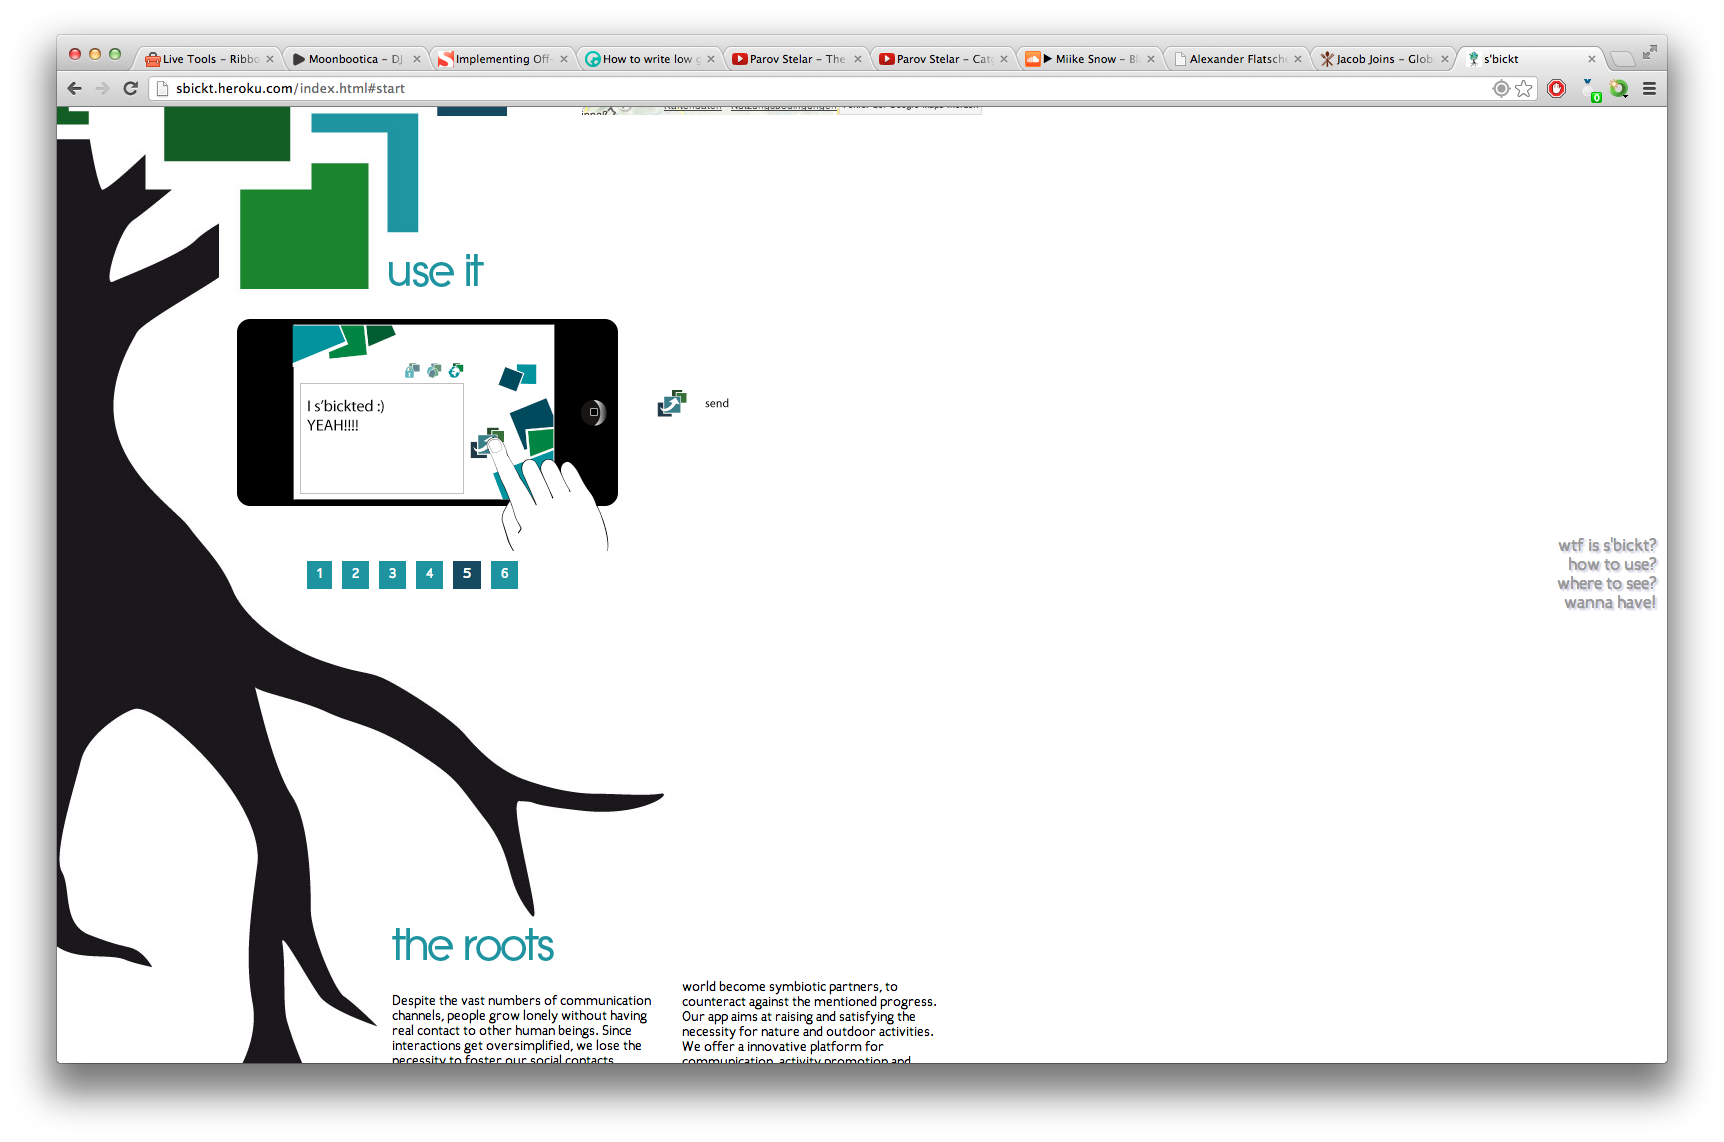 Live Tools – Ribbo
Moonbootica – DJ
Implementing Off-
How to write low g
Parov Stelar – The
Parov Stelar – Catc
▶ Miike Snow – Bl
Alexander Flatsch
Jacob Joins – Glob
s'bickt
sbickt.heroku.com/index.html#start
0
Kartendaten
Nutzungsbedingungen
use it
I s'bickted :)
YEAH!!!!
send
1 2 3 4 5 6
wtf is s'bickt?
how to use?
where to see?
wanna have!
the roots
Despite the vast numbers of communication
channels, people grow lonely without having
real contact to other human beings. Since
interactions get oversimplified, we lose the
necessity to foster our social contacts
world become symbiotic partners, to
counteract against the mentioned progress.
Our app aims at raising and satisfying the
necessity for nature and outdoor activities.
We offer a innovative platform for
communication, activity promotion and